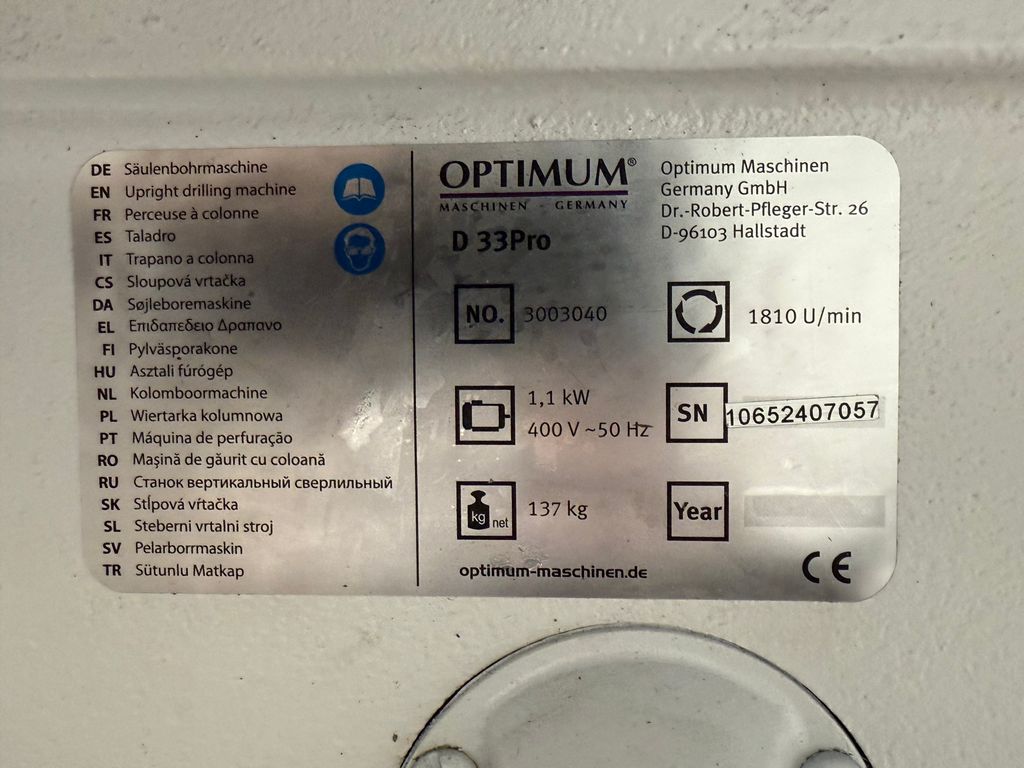 DE Säulenbohrmaschine
EN Upright drilling machine
FR Perceuse à colonne
ES Taladro
IT Trapano a colonna
CS Sloupová vrtačka
DA Søjleboremaskine
EL Επιδαπεδειο Δραπανο
FI Pylväsporakone
HU Asztali fúrógép
NL Kolomboormachine
PL Wiertarka kolumnowa
PT Máquina de perfuração
RO Maşină de găurit cu coloană
RU Станок вертикальный сверлильный
SK Stĺpová vŕtačka
SL Steberni vrtalni stroj
SV Pelarborrmaskin
TR Sütunlu Matkap
OPTIMUM®
MASCHINEN - GERMANY
D 33Pro
Optimum Maschinen
Germany GmbH
Dr.-Robert-Pfleger-Str. 26
D-96103 Hallstadt
NO. 3003040
1810 U/min
1,1 kW
400 V ~50 Hz
SN 10652407057
kg net 137 kg
Year
optimum-maschinen.de
CE